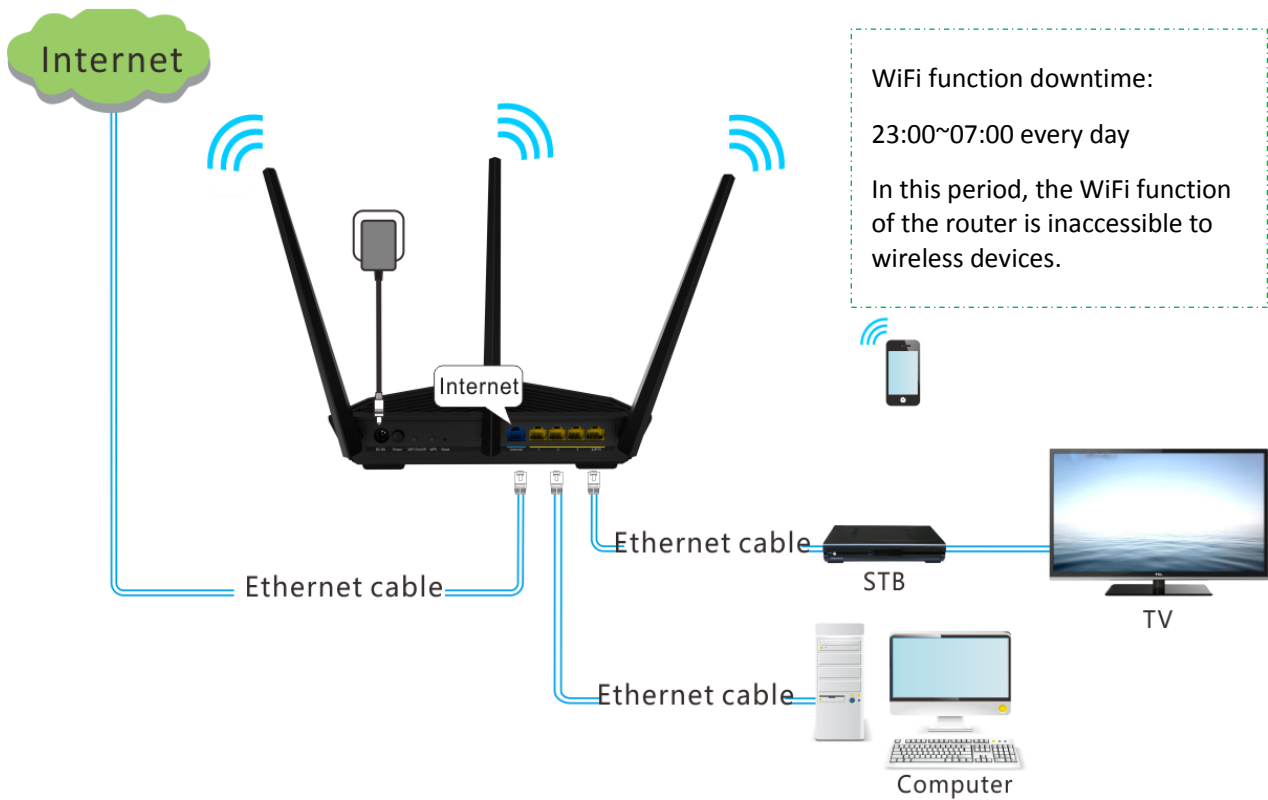 Internet
WiFi function downtime:
23:00~07:00 every day
In this period, the WiFi function
of the router is inaccessible to
wireless devices.
Internet
Ethernet cable
STB
TV
Ethernet cable
Ethernet cable
Computer